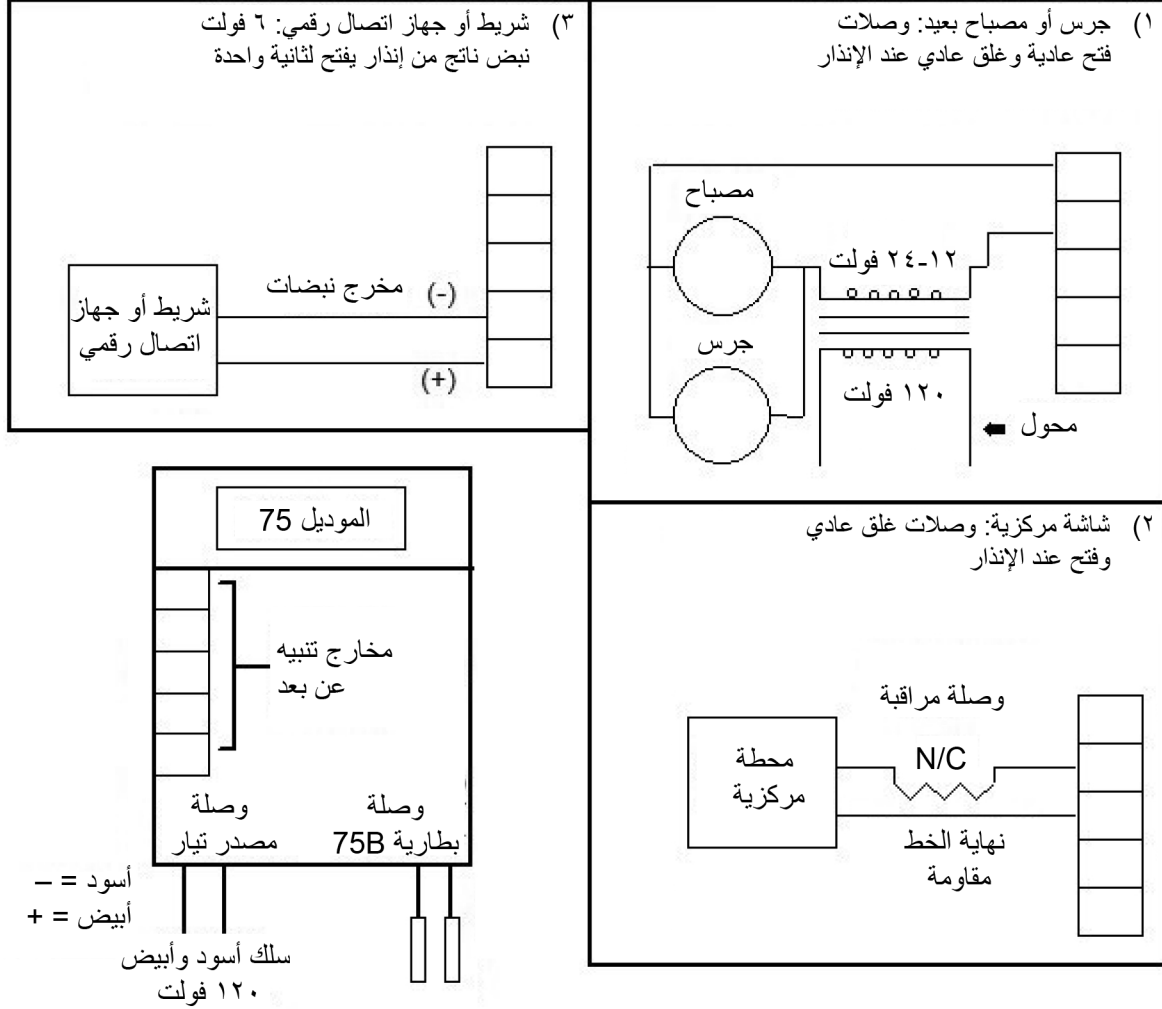 ١) جرس أو مصباح بعيد: وصلات
فتح عادية وغلق عادي عند الإنذار
مصباح
١٢-٢٤ فولت
جرس
١٢٠ فولت
محول
٢) شاشة مركزية: وصلات غلق عادي
وفتح عند الإنذار
وصلة مراقبة
N/C
محطة
مركزية
نهاية الخط
مقاومة
٣) شريط أو جهاز اتصال رقمي: ٦ فولت
نبض ناتج من إنذار يفتح لثانية واحدة
مخرج نبضات
(-)
شريط أو جهاز
اتصال رقمي
(+)
الموديل 75
مخارج تنبيه
عن بعد
وصلة
مصدر تيار
وصلة
بطارية 75B
أسود = –
أبيض = +
سلك أسود وأبيض
١٢٠ فولت